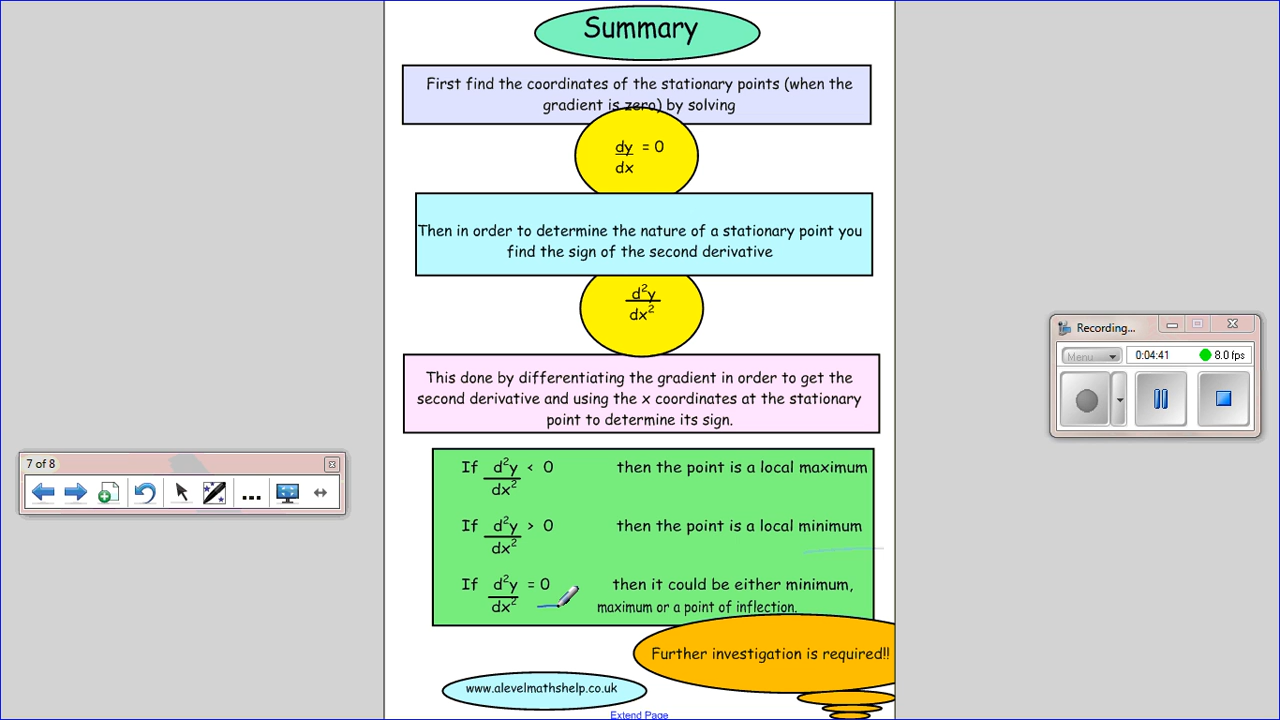 Summary
First find the coordinates of the stationary points (when the
gradient is zero) by solving
dy = 0
dx
Then in order to determine the nature of a stationary point you
find the sign of the second derivative
d²y
dx²
This done by differentiating the gradient in order to get the
second derivative and using the x coordinates at the stationary
point to determine its sign.
If d²y < 0 then the point is a local maximum
dx²
If d²y > 0 then the point is a local minimum
dx²
If d²y = 0 then it could be either minimum,
dx² maximum or a point of inflection.
Further investigation is required!!
www.alevelmathshelp.co.uk
Extend Page
7 of 8
...
Recording...
Menu 0:04:41 8.0 fps